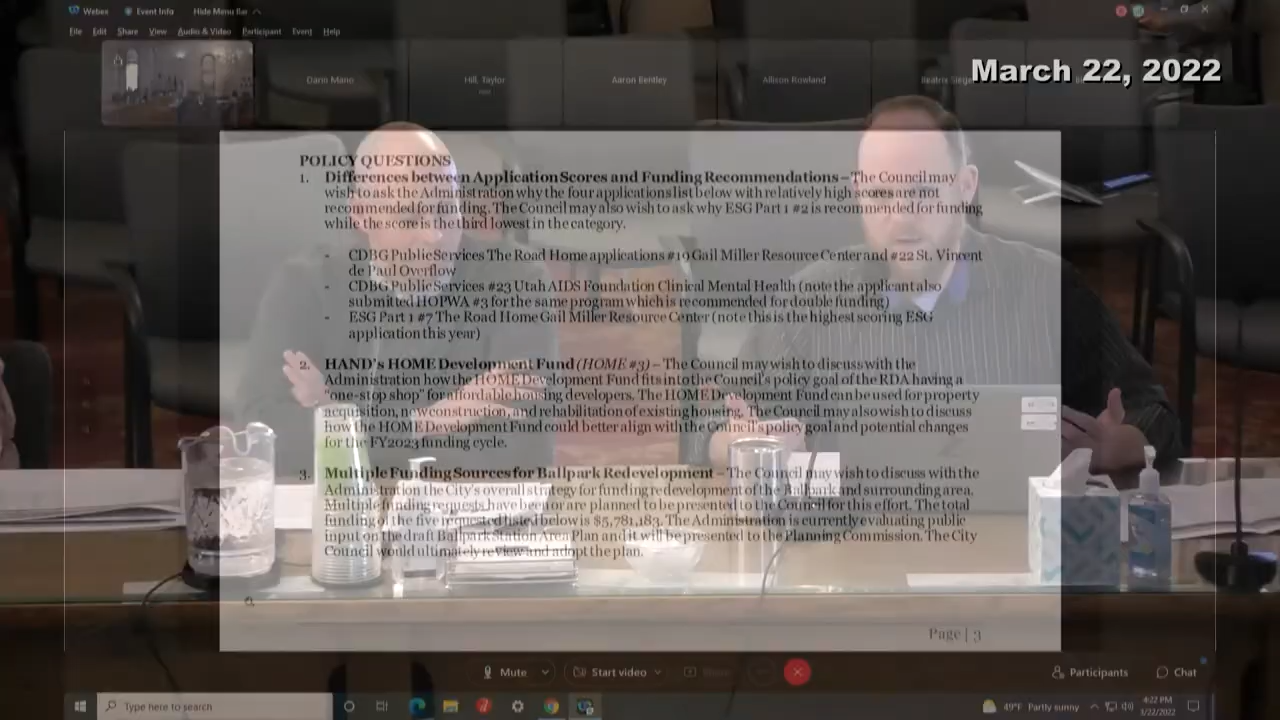 Webex Event Info Hide Menu Bar
File Edit Share View Audio & Video Participant Event Help
Dario Mano Hill, Taylor Aaron Bentley Allison Rowland
March 22, 2022
POLICY QUESTIONS
1. Differences between Application Scores and Funding Recommendations – The Council may
wish to ask the Administration why the four applications list below with relatively high scores are not
recommended for funding. The Council may also wish to ask why ESG Part 1 #2 is recommended for funding
while the score is the third lowest in the category.
- CDBG Public Services The Road Home applications #19 Gail Miller Resource Center and #22 St. Vincent
de Paul Overflow
- CDBG Public Services #23 Utah AIDS Foundation Clinical Mental Health (note the applicant also
submitted HOPWA #3 for the same program which is recommended for double funding)
- ESG Part 1 #7 The Road Home Gail Miller Resource Center (note this is the highest scoring ESG
application this year)
2. HAND's HOME Development Fund (HOME #3) – The Council may wish to discuss with the
Administration how the HOME Development Fund fits into the Council's policy goal of the RDA having a
"one-stop shop" for affordable housing developers. The HOME Development Fund can be used for property
acquisition, new construction, and rehabilitation of existing housing. The Council may also wish to discuss
how the HOME Development Fund could better align with the Council's policy goal and potential changes
for the FY2023 funding cycle.
3. Multiple Funding Sources for Ballpark Redevelopment – The Council may wish to discuss with the
Administration the City's overall strategy for funding redevelopment of the Ballpark and surrounding area.
Multiple funding requests have been or are planned to be presented to the Council for this effort. The total
funding of the five requested listed below is $5,781,183. The Administration is currently evaluating public
input on the draft Ballpark Station Area Plan and it will be presented to the Planning Commission. The City
Council would ultimately review and adopt the plan.
Page | 3
Mute Start video Participants Chat
Type here to search
49°F Partly sunny
4:22 PM
3/22/2022